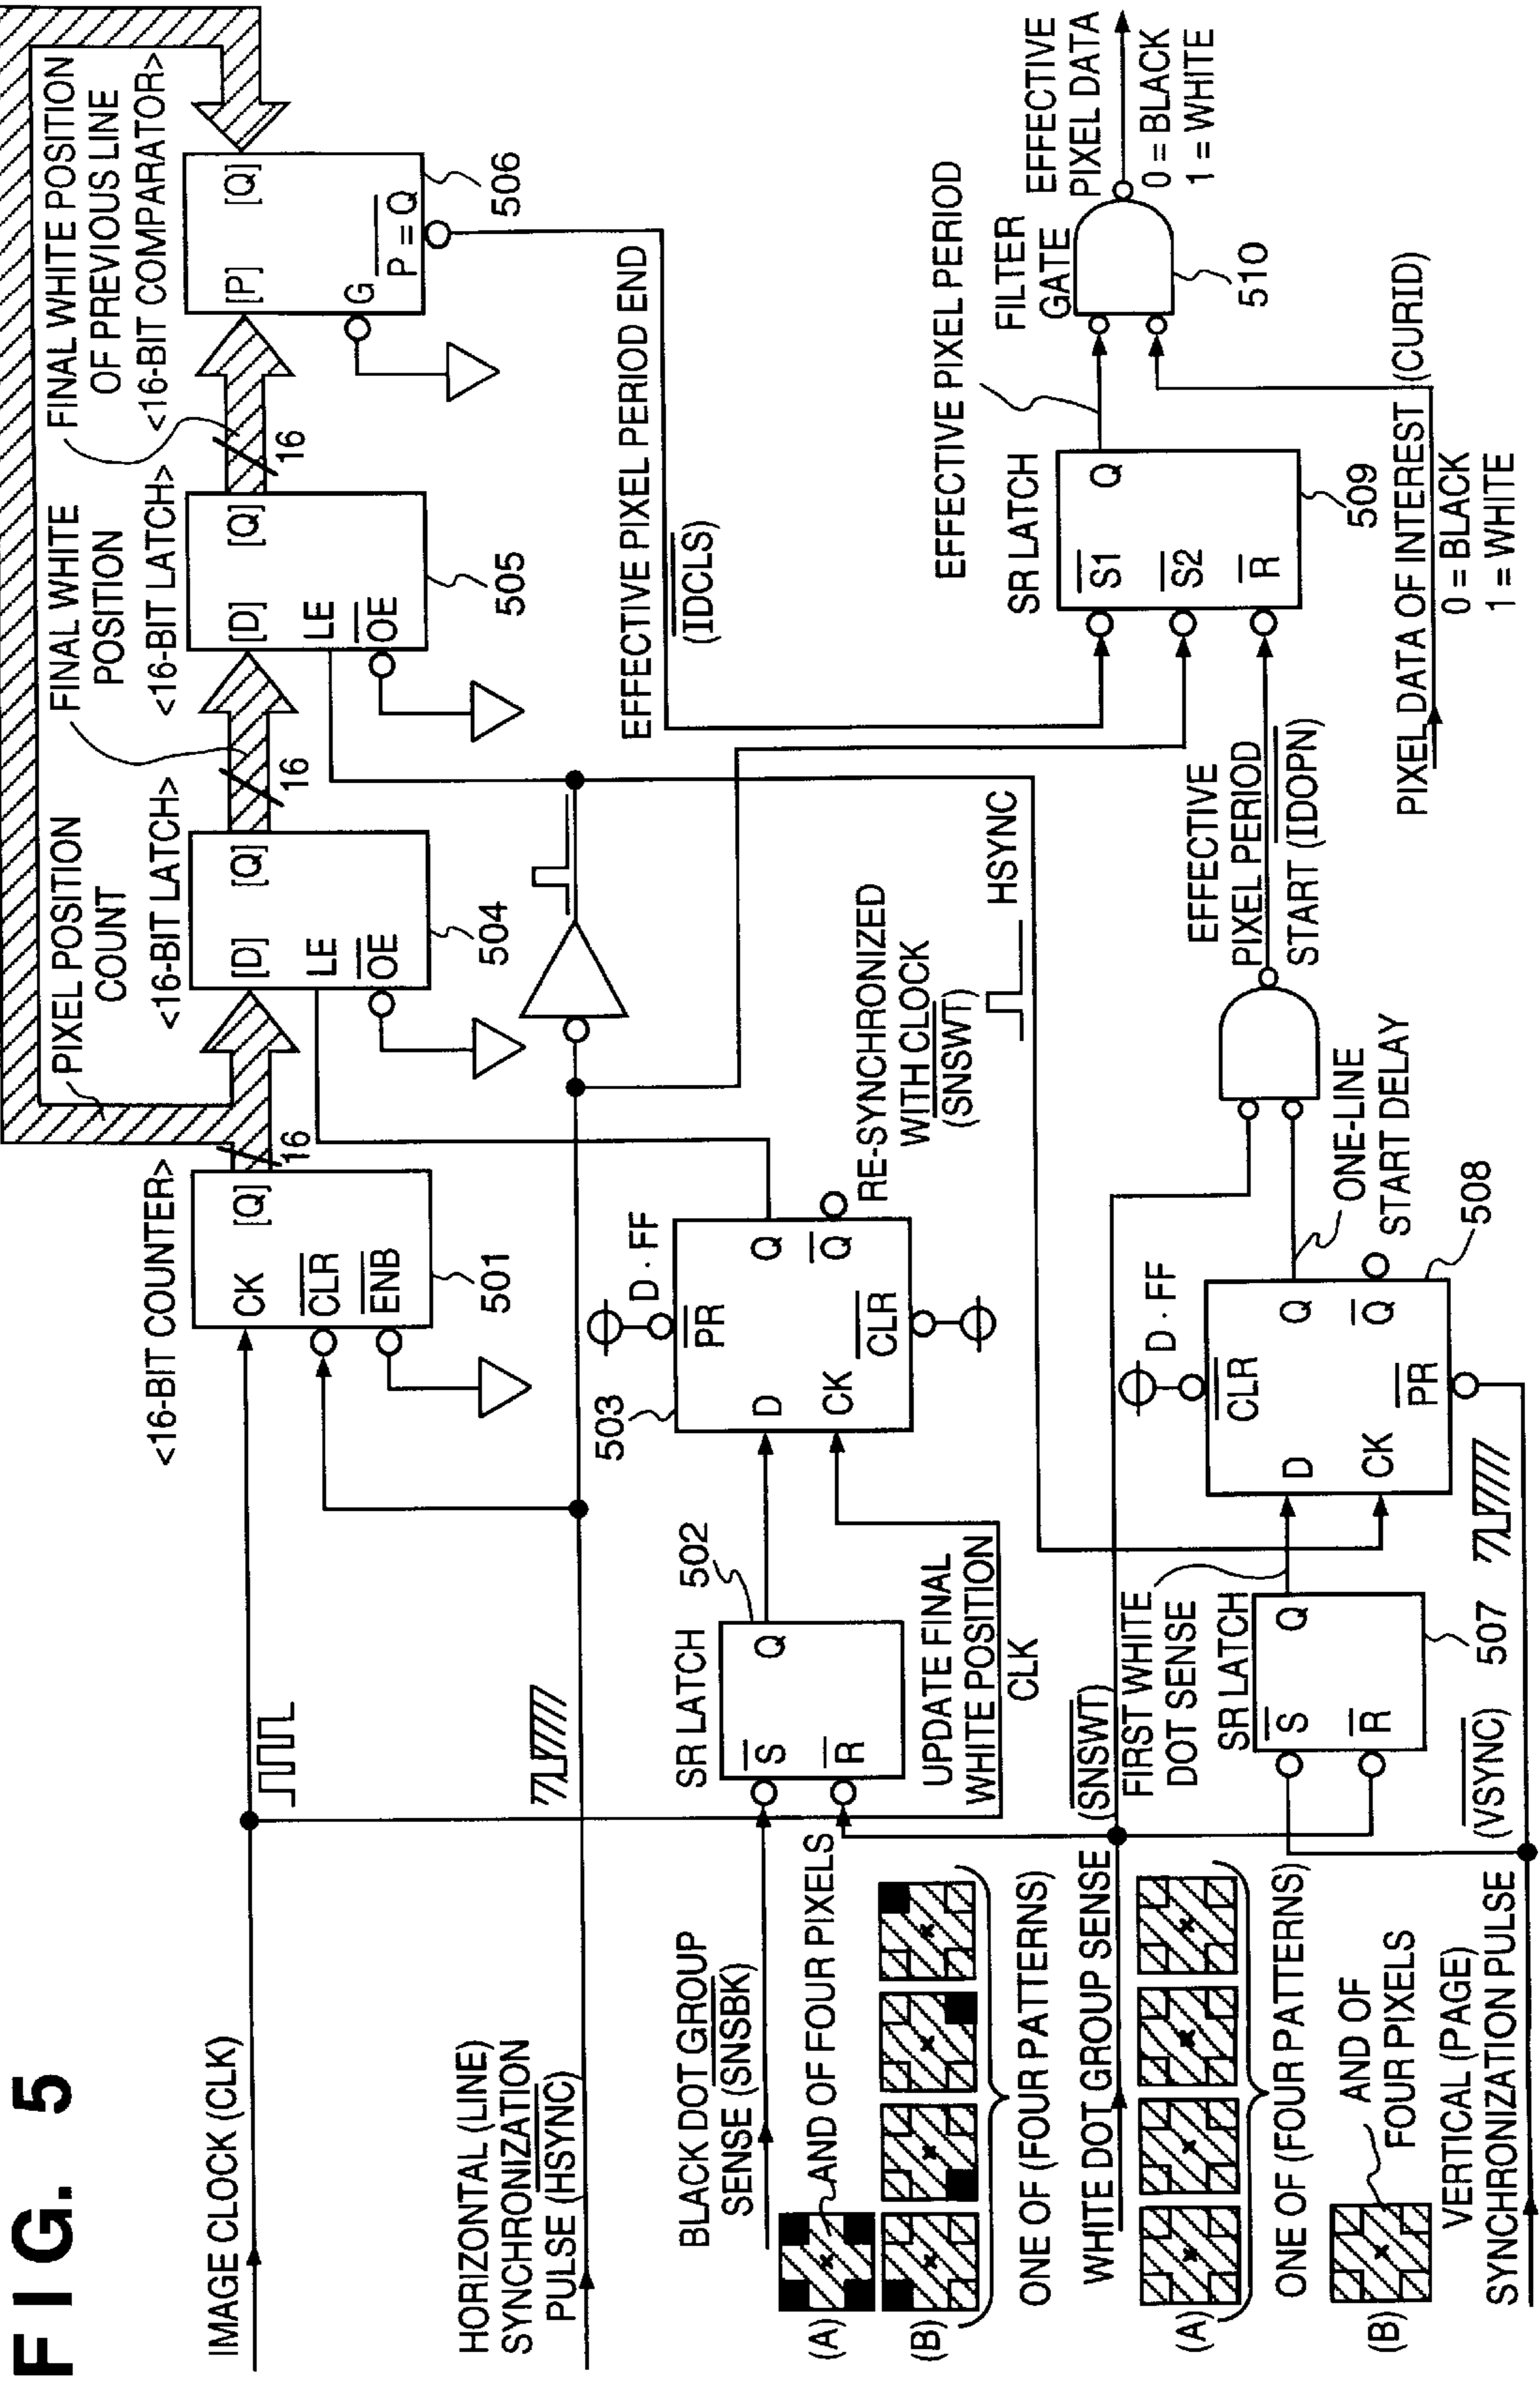 FIG. 5
IMAGE CLOCK (CLK)
HORIZONTAL (LINE)
SYNCHRONIZATION
PULSE (HSYNC)
<16-BIT COUNTER>
CK
[Q]
CLR
ENB
501
16
PIXEL POSITION
COUNT
<16-BIT LATCH>
[D]
[Q]
LE
OE
504
16
FINAL WHITE
POSITION
<16-BIT LATCH>
[D]
[Q]
LE
OE
505
16
FINAL WHITE POSITION
OF PREVIOUS LINE
<16-BIT COMPARATOR>
[P]
[Q]
G
P = Q
506
BLACK DOT GROUP
SENSE (SNSBK)
(A)
AND OF FOUR PIXELS
(B)
ONE OF (FOUR PATTERNS)
SR LATCH
502
S
Q
R
UPDATE FINAL
WHITE POSITION
CLK
503
D · FF
PR
D
Q
CK
Q
CLR
RE-SYNCHRONIZED
WITH CLOCK
(SNSWT)
HSYNC
EFFECTIVE PIXEL PERIOD END
(IDCLS)
WHITE DOT GROUP SENSE
(SNSWT)
(A)
ONE OF (FOUR PATTERNS)
(B)
AND OF
FOUR PIXELS
FIRST WHITE
DOT SENSE
SR LATCH
S
Q
R
507
(VSYNC)
VERTICAL (PAGE)
SYNCHRONIZATION PULSE
D · FF
CLR
D
Q
CK
PR
Q
508
ONE-LINE
START DELAY
EFFECTIVE
PIXEL PERIOD
START (IDOPN)
SR LATCH
S1
Q
S2
R
509
EFFECTIVE PIXEL PERIOD
PIXEL DATA OF INTEREST (CURID)
0 = BLACK
1 = WHITE
FILTER
GATE
510
EFFECTIVE
PIXEL DATA
0 = BLACK
1 = WHITE